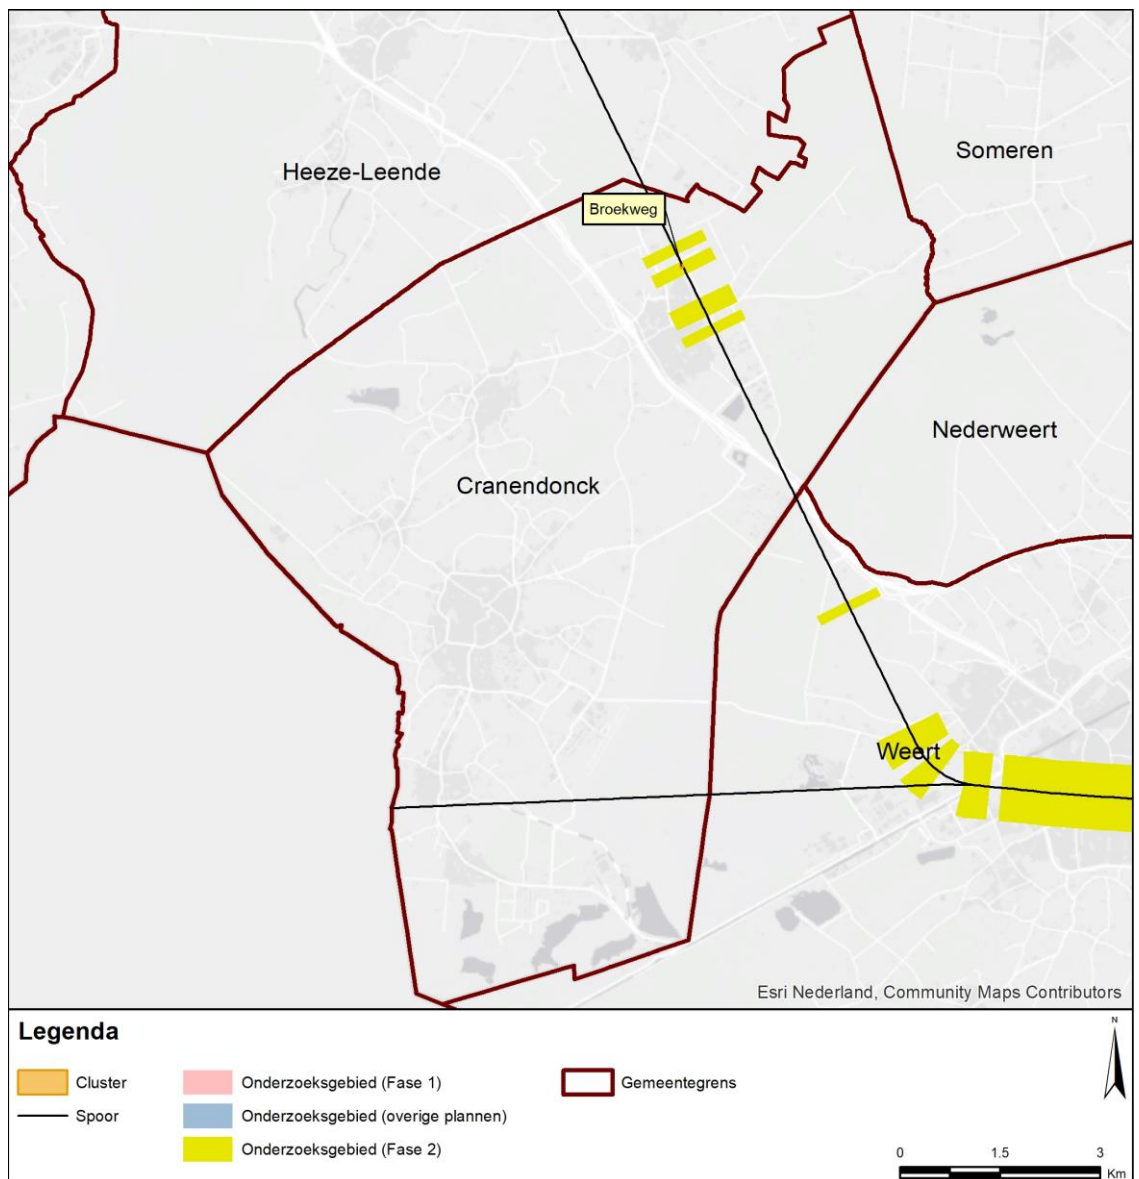 Someren
Heeze-Leende
Broekweg
Nederweert
Cranendonck
Weert
Esri Nederland, Community Maps Contributors
Legenda
N
Cluster
Onderzoeksgebied (Fase 1)
Gemeentegrens
Spoor
Onderzoeksgebied (overige plannen)
Onderzoeksgebied (Fase 2)
0 1.5 3
Km